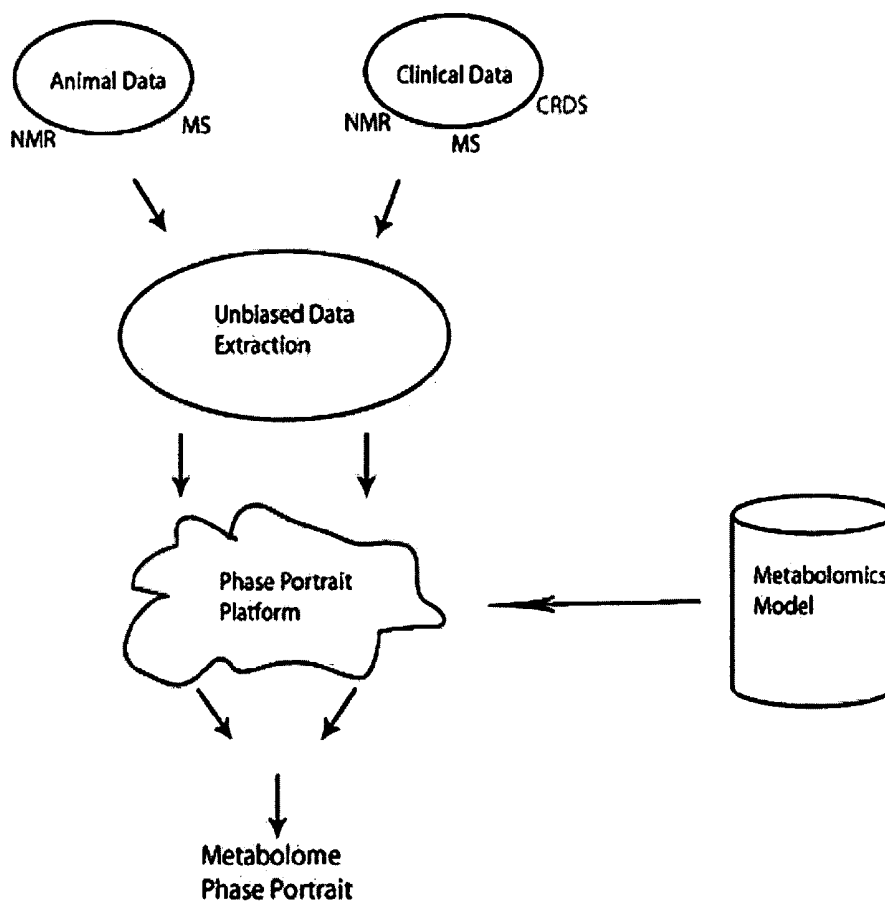 Animal Data
NMR
MS
Clinical Data
NMR
MS
CRDS
Unbiased Data
Extraction
Phase Portrait
Platform
Metabolomics
Model
Metabolome
Phase Portrait